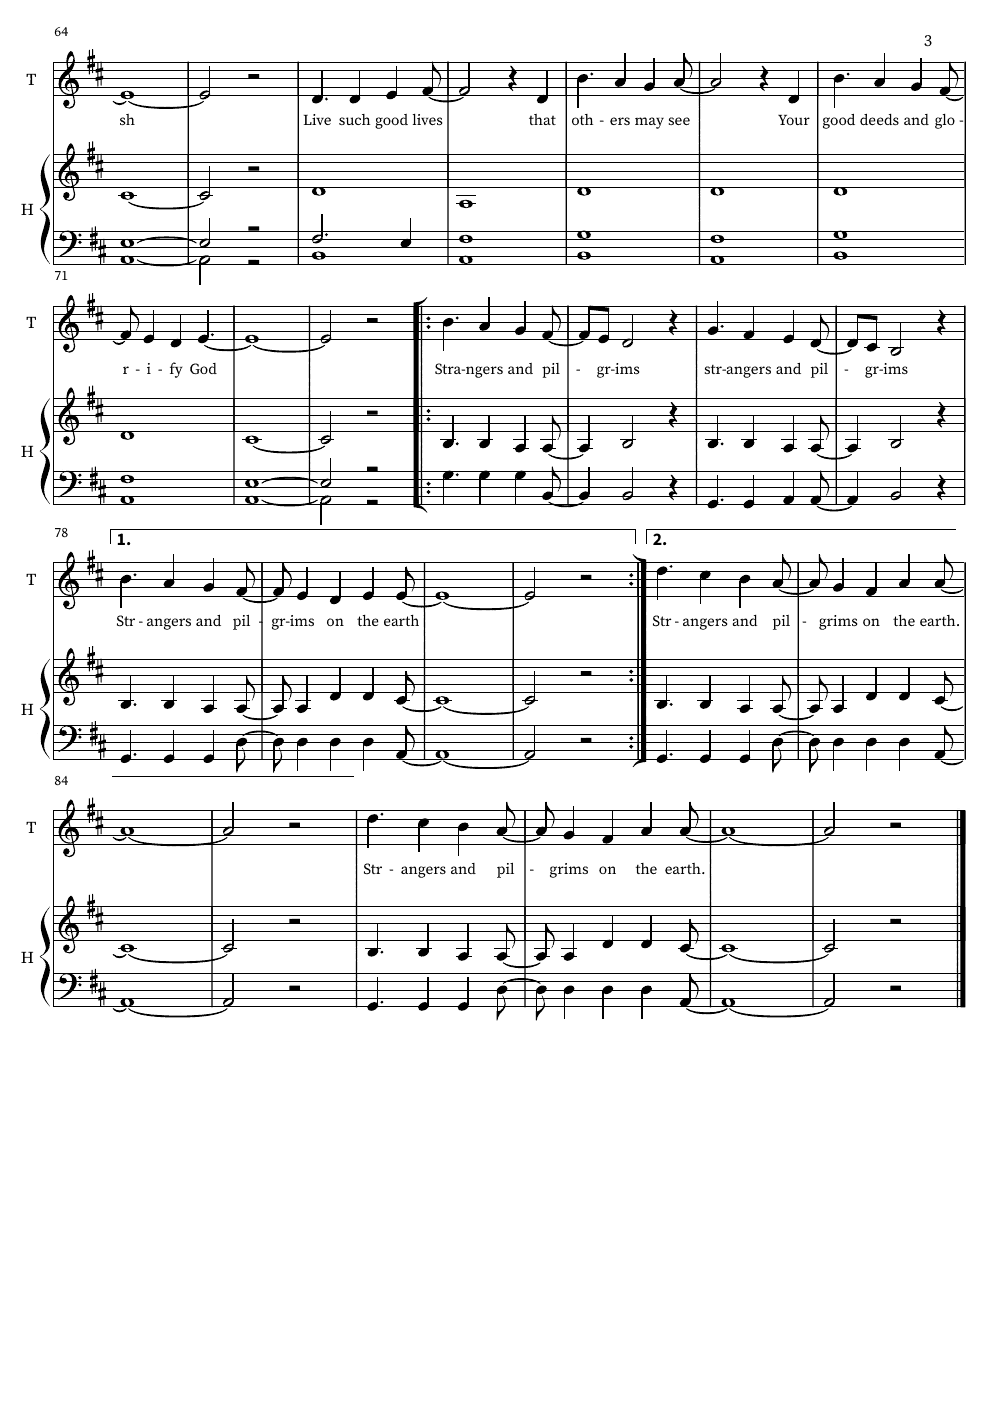 64
3
T
sh Live such good lives that oth - ers may see Your good deeds and glo -
H
71
T
r - i - fy God Stra-ngers and pil - gr-ims str-angers and pil - gr-ims
H
78
1. 2.
T
Str - angers and pil - gr-ims on the earth Str - angers and pil - grims on the earth.
H
84
T
Str - angers and pil - grims on the earth.
H